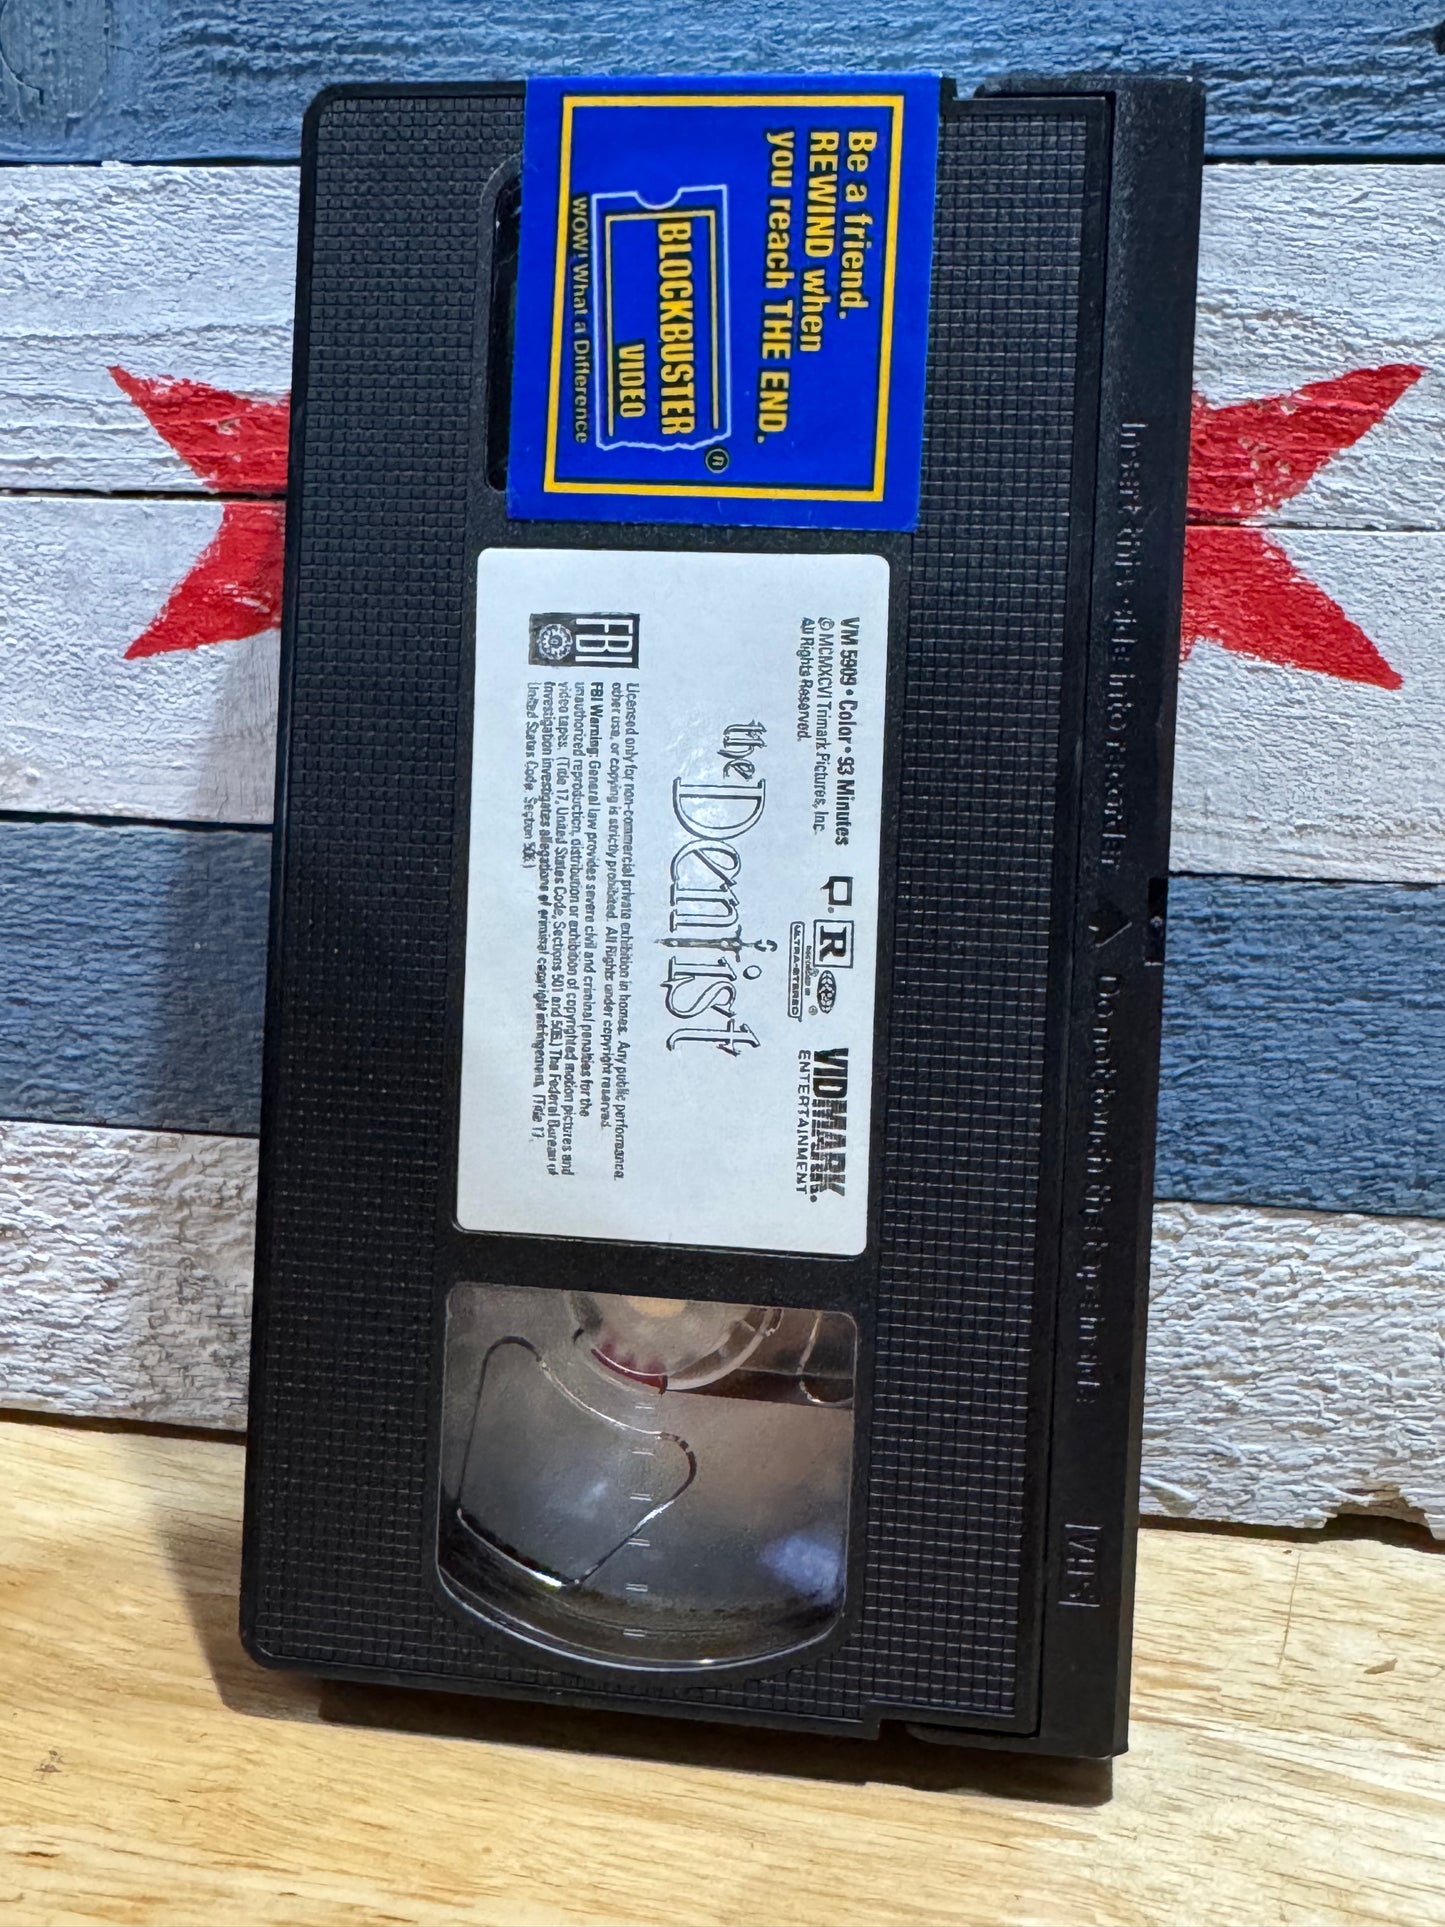 Be a friend.
REWIND when
you reach THE END.
BLOCKBUSTER®
VIDEO
WOW! What a Difference
VM 5909 • Color • 93 Minutes
© MCMXCVI Trimark Pictures, Inc.
All Rights Reserved.
R
ULTRA-STEREO
®
VIDMARK
ENTERTAINMENT
the Dentist
FBI
Licensed only for non-commercial private exhibition in homes. Any public performance,
other use, or copying is strictly prohibited. All Rights under copyright reserved.
FBI Warning: General law provides severe civil and criminal penalties for the
unauthorized reproduction, distribution or exhibition of copyrighted motion pictures and
video tapes. (Title 17, United States Code, Sections 501 and 506.) The Federal Bureau of
Investigation investigates allegations of criminal copyright infringement. (Title 17,
United States Code, Section 506.)
Insert this side into recorder
Do not touch the tape inside
VHS